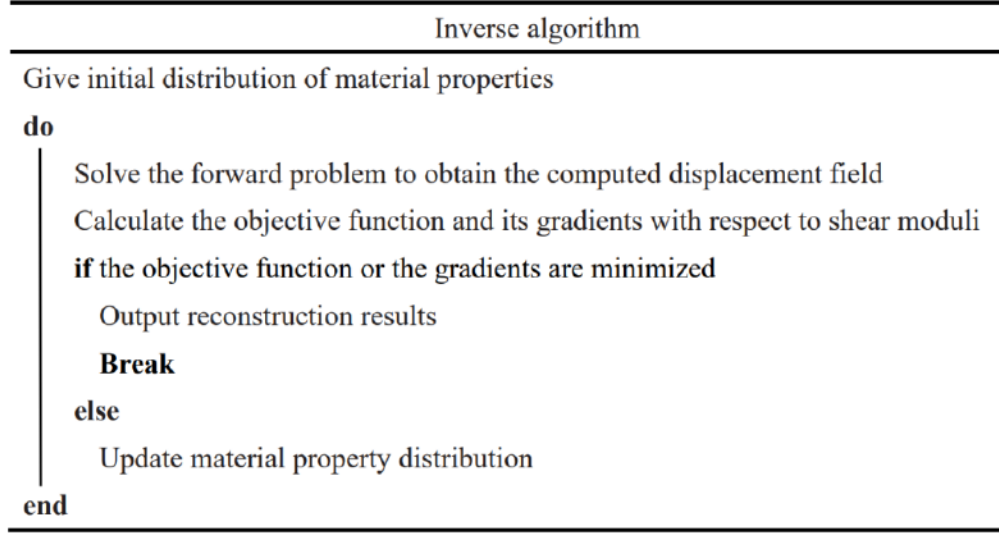 Inverse algorithm
Give initial distribution of material properties
do
Solve the forward problem to obtain the computed displacement field
Calculate the objective function and its gradients with respect to shear moduli
if the objective function or the gradients are minimized
Output reconstruction results
Break
else
Update material property distribution
end